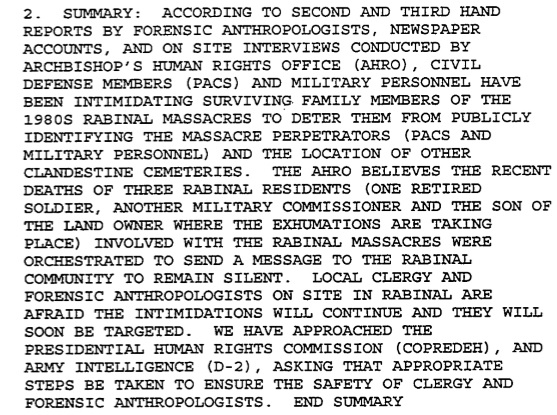 2.  SUMMARY:  ACCORDING TO SECOND AND THIRD HAND
REPORTS BY FORENSIC ANTHROPOLOGISTS, NEWSPAPER
ACCOUNTS, AND ON SITE INTERVIEWS CONDUCTED BY
ARCHBISHOP'S HUMAN RIGHTS OFFICE (AHRO), CIVIL
DEFENSE MEMBERS (PACS) AND MILITARY PERSONNEL HAVE
BEEN INTIMIDATING SURVIVING FAMILY MEMBERS OF THE
1980S RABINAL MASSACRES TO DETER THEM FROM PUBLICLY
IDENTIFYING THE MASSACRE PERPETRATORS (PACS AND
MILITARY PERSONNEL) AND THE LOCATION OF OTHER
CLANDESTINE CEMETERIES.  THE AHRO BELIEVES THE RECENT
DEATHS OF THREE RABINAL RESIDENTS (ONE RETIRED
SOLDIER, ANOTHER MILITARY COMMISSIONER AND THE SON OF
THE LAND OWNER WHERE THE EXHUMATIONS ARE TAKING
PLACE) INVOLVED WITH THE RABINAL MASSACRES WERE
ORCHESTRATED TO SEND A MESSAGE TO THE RABINAL
COMMUNITY TO REMAIN SILENT.  LOCAL CLERGY AND
FORENSIC ANTHROPOLOGISTS ON SITE IN RABINAL ARE
AFRAID THE INTIMIDATIONS WILL CONTINUE AND THEY WILL
SOON BE TARGETED.  WE HAVE APPROACHED THE
PRESIDENTIAL HUMAN RIGHTS COMMISSION (COPREDEH), AND
ARMY INTELLIGENCE (D-2), ASKING THAT APPROPRIATE
STEPS BE TAKEN TO ENSURE THE SAFETY OF CLERGY AND
FORENSIC ANTHROPOLOGISTS.  END SUMMARY